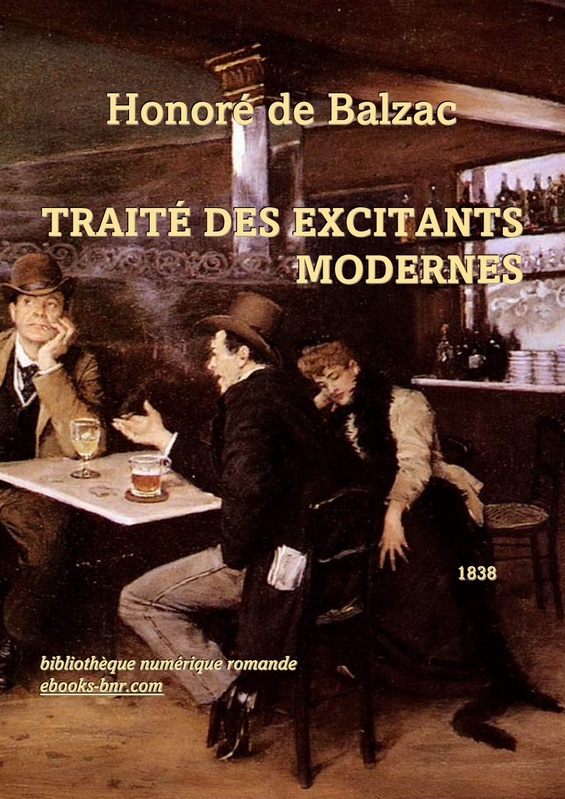 Honoré de Balzac
TRAITÉ DES EXCITANTS
MODERNES
1838
bibliothèque numérique romande
ebooks-bnr.com